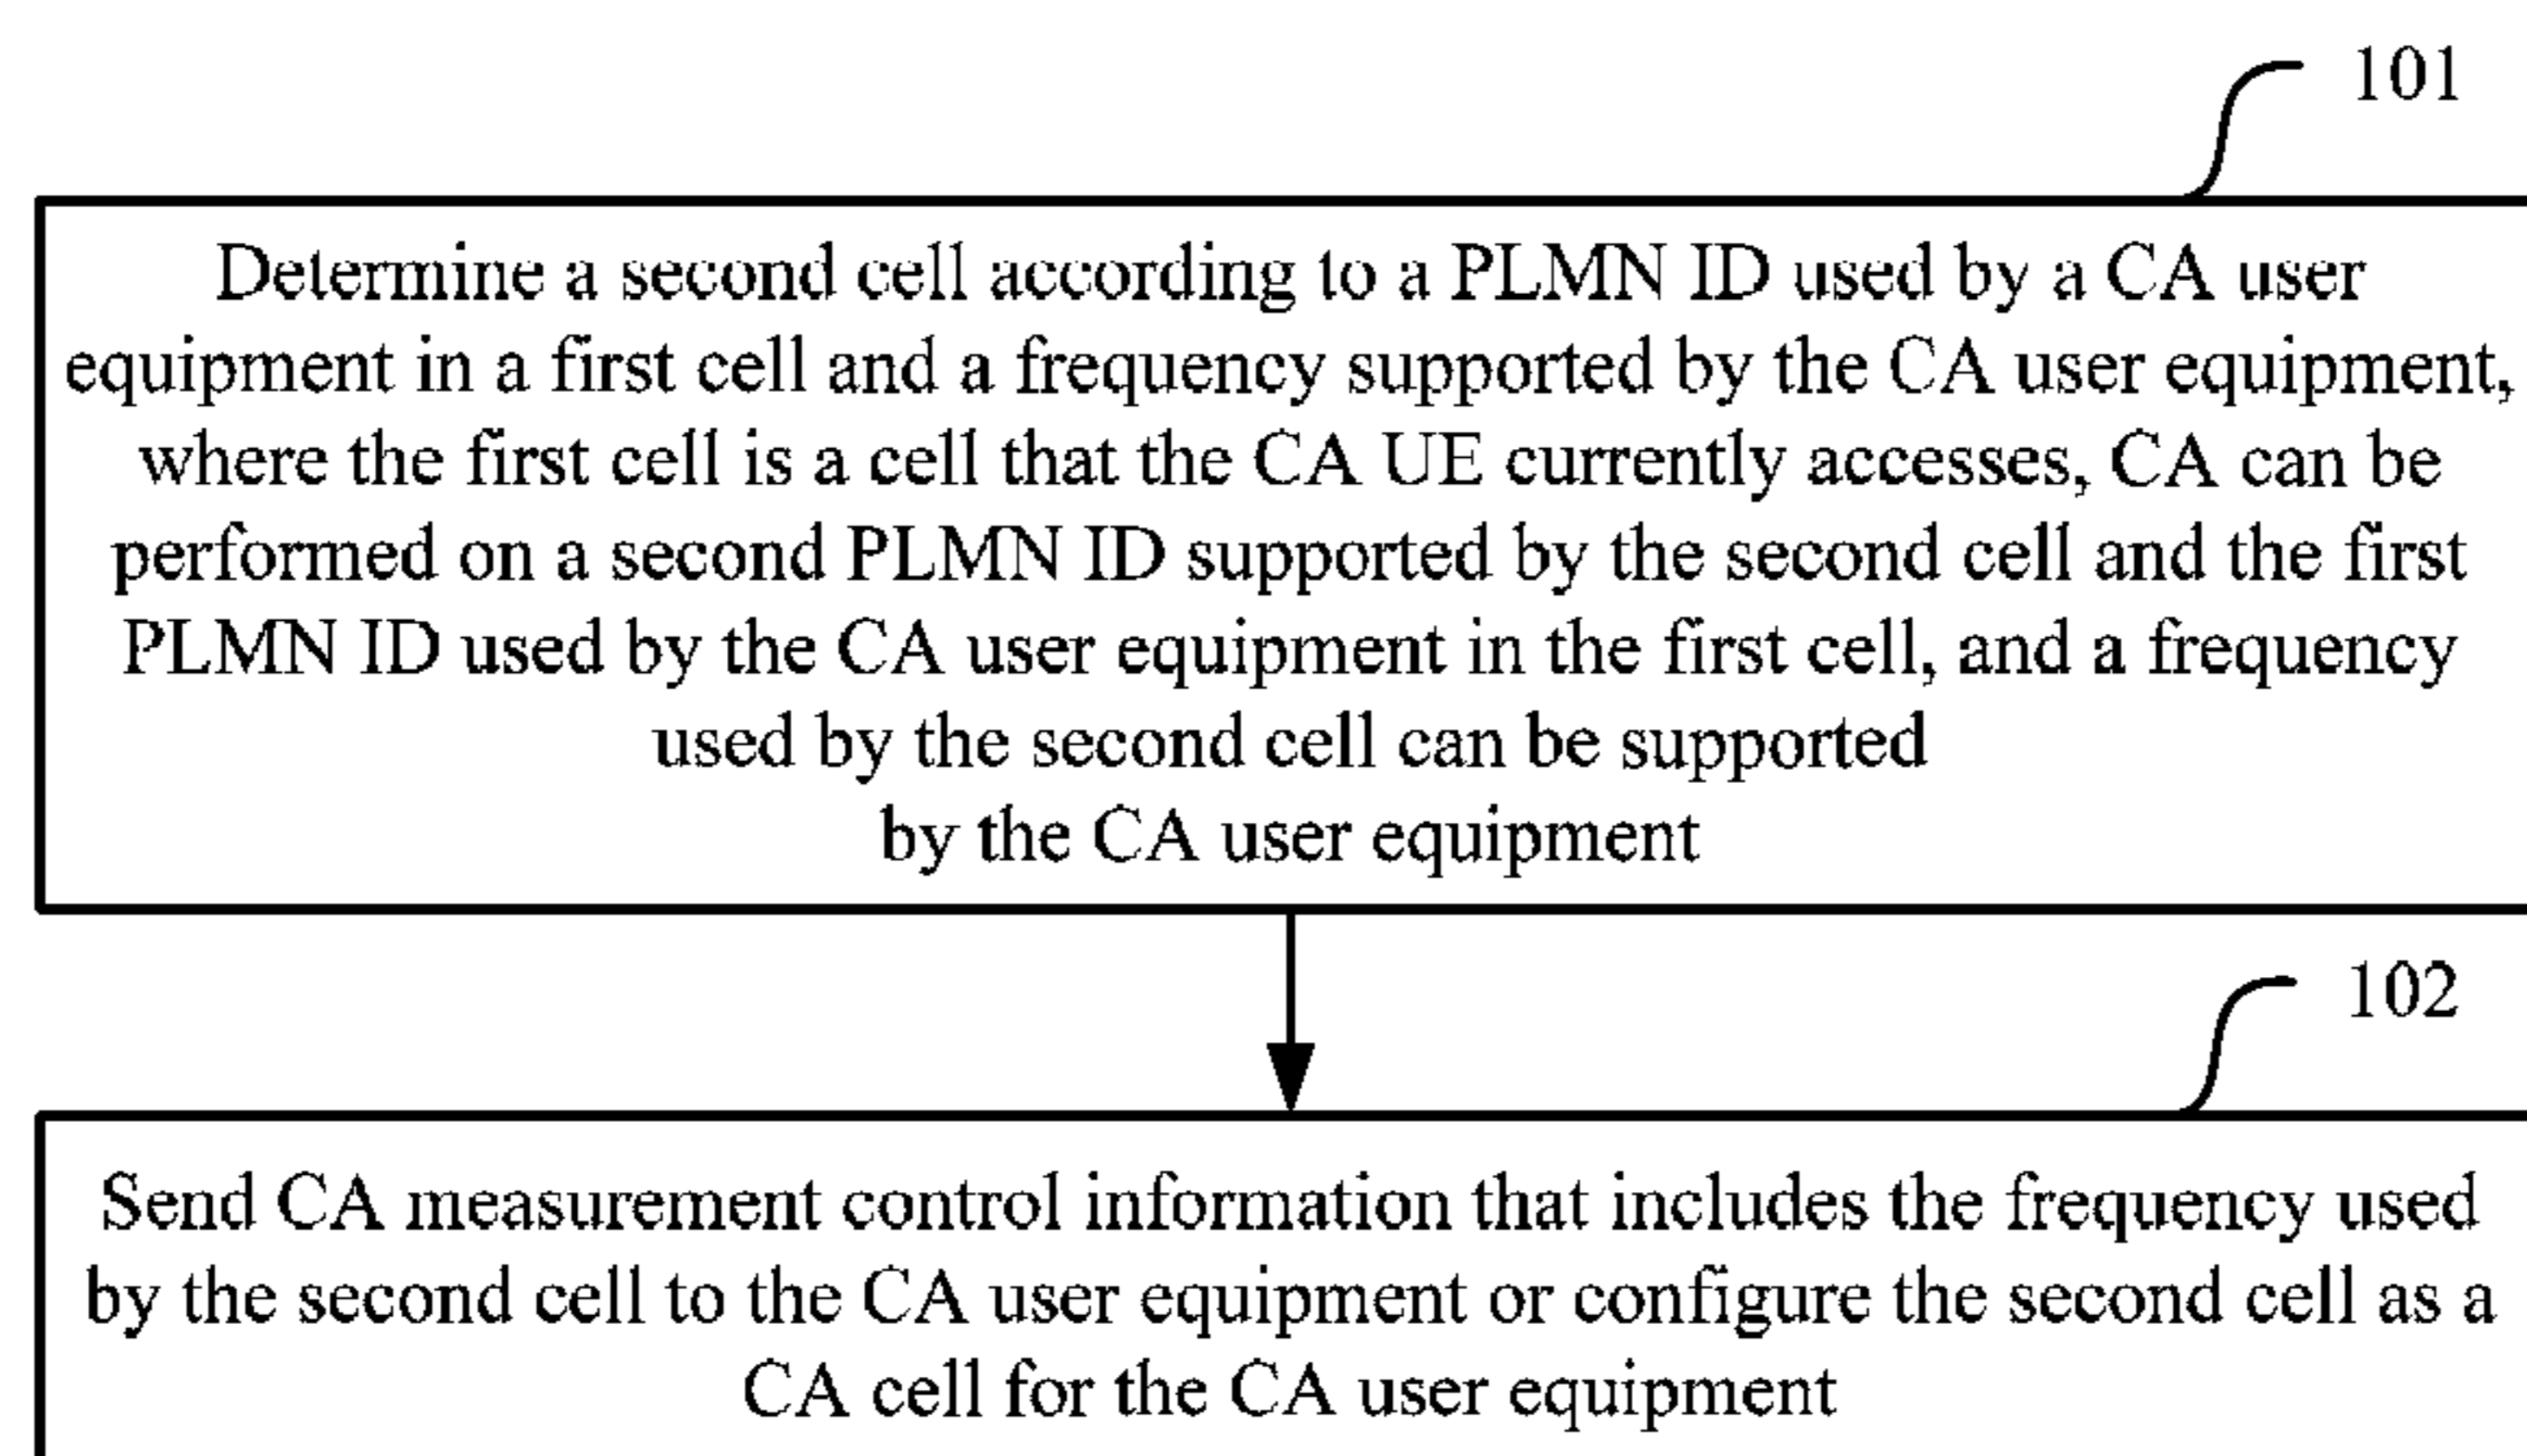 101
Determine a second cell according to a PLMN ID used by a CA user
equipment in a first cell and a frequency supported by the CA user equipment,
where the first cell is a cell that the CA UE currently accesses, CA can be
performed on a second PLMN ID supported by the second cell and the first
PLMN ID used by the CA user equipment in the first cell, and a frequency
used by the second cell can be supported
by the CA user equipment
102
Send CA measurement control information that includes the frequency used
by the second cell to the CA user equipment or configure the second cell as a
CA cell for the CA user equipment